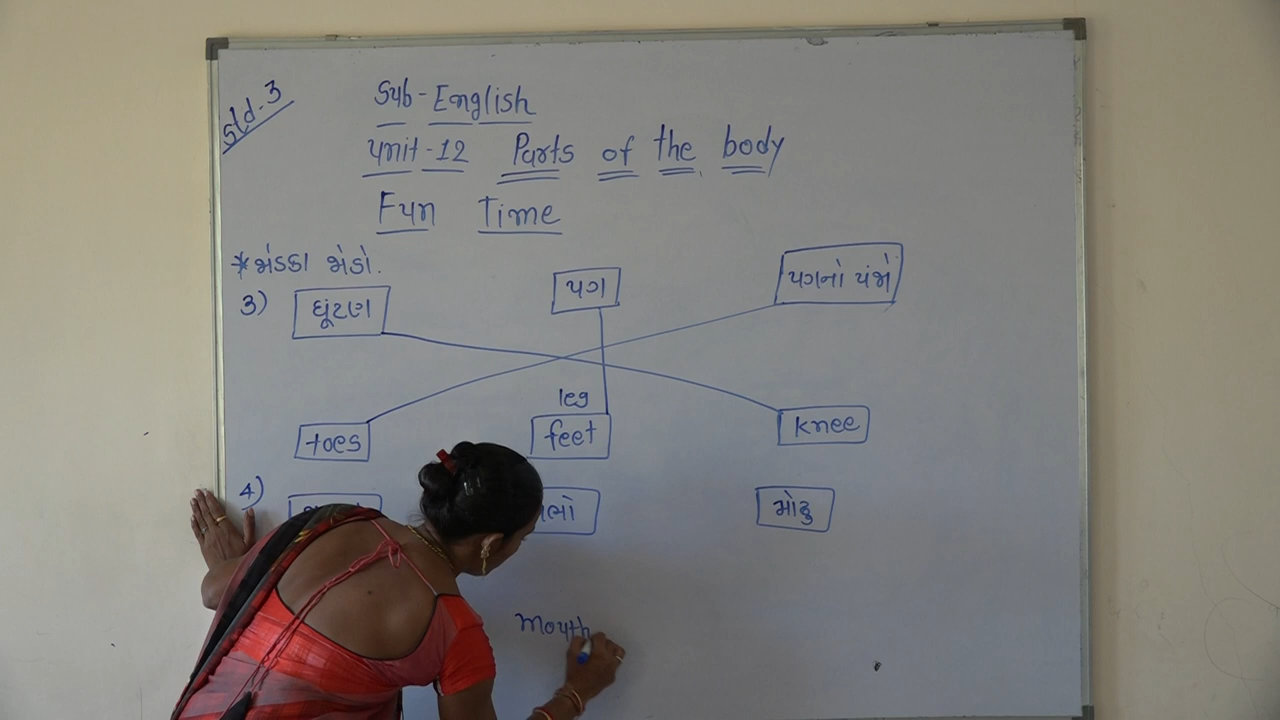 Std-3
Sub-English
Unit-12 Parts of the body
Fun Time
* જોડકા જોડો.
3) ઘૂંટણ પગ પગનો પંજો
leg
toes feet knee
4) મોઢુ
mouth